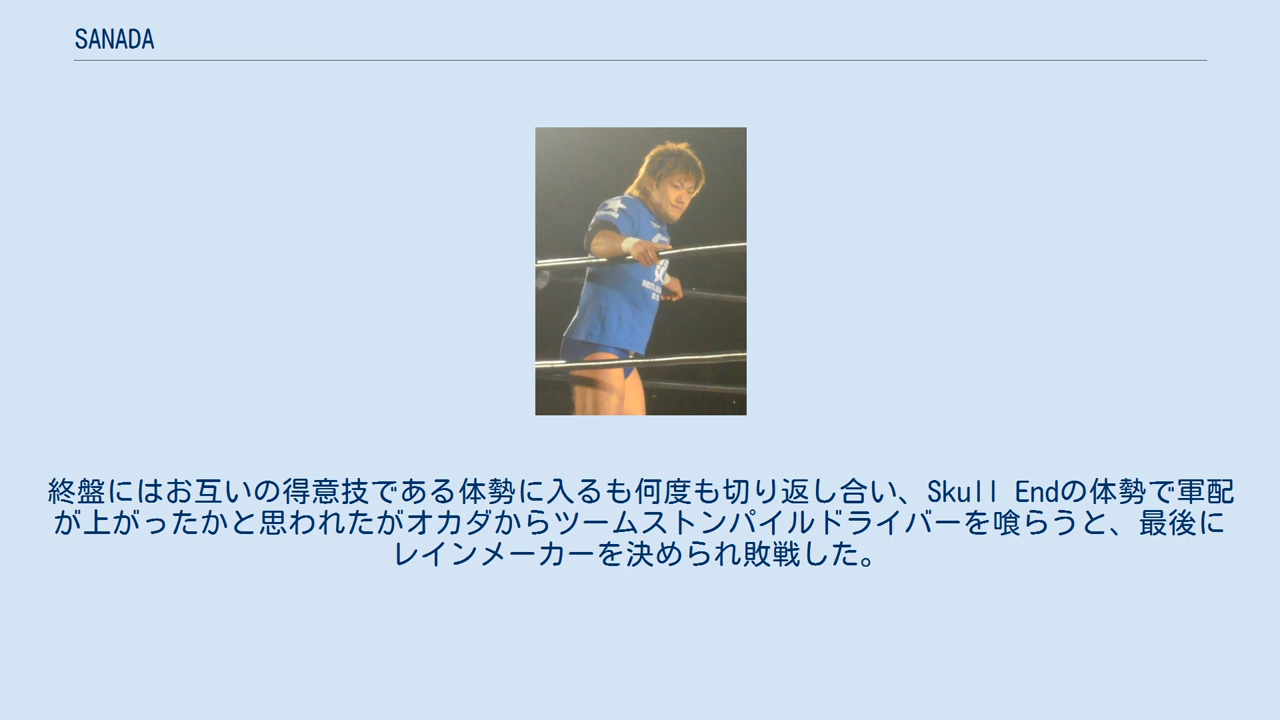 SANADA
終盤にはお互いの得意技である体勢に入るも何度も切り返し合い、Skull Endの体勢で軍配
が上がったかと思われたがオカダからツームストンパイルドライバーを喰らうと、最後に
レインメーカーを決められ敗戦した。